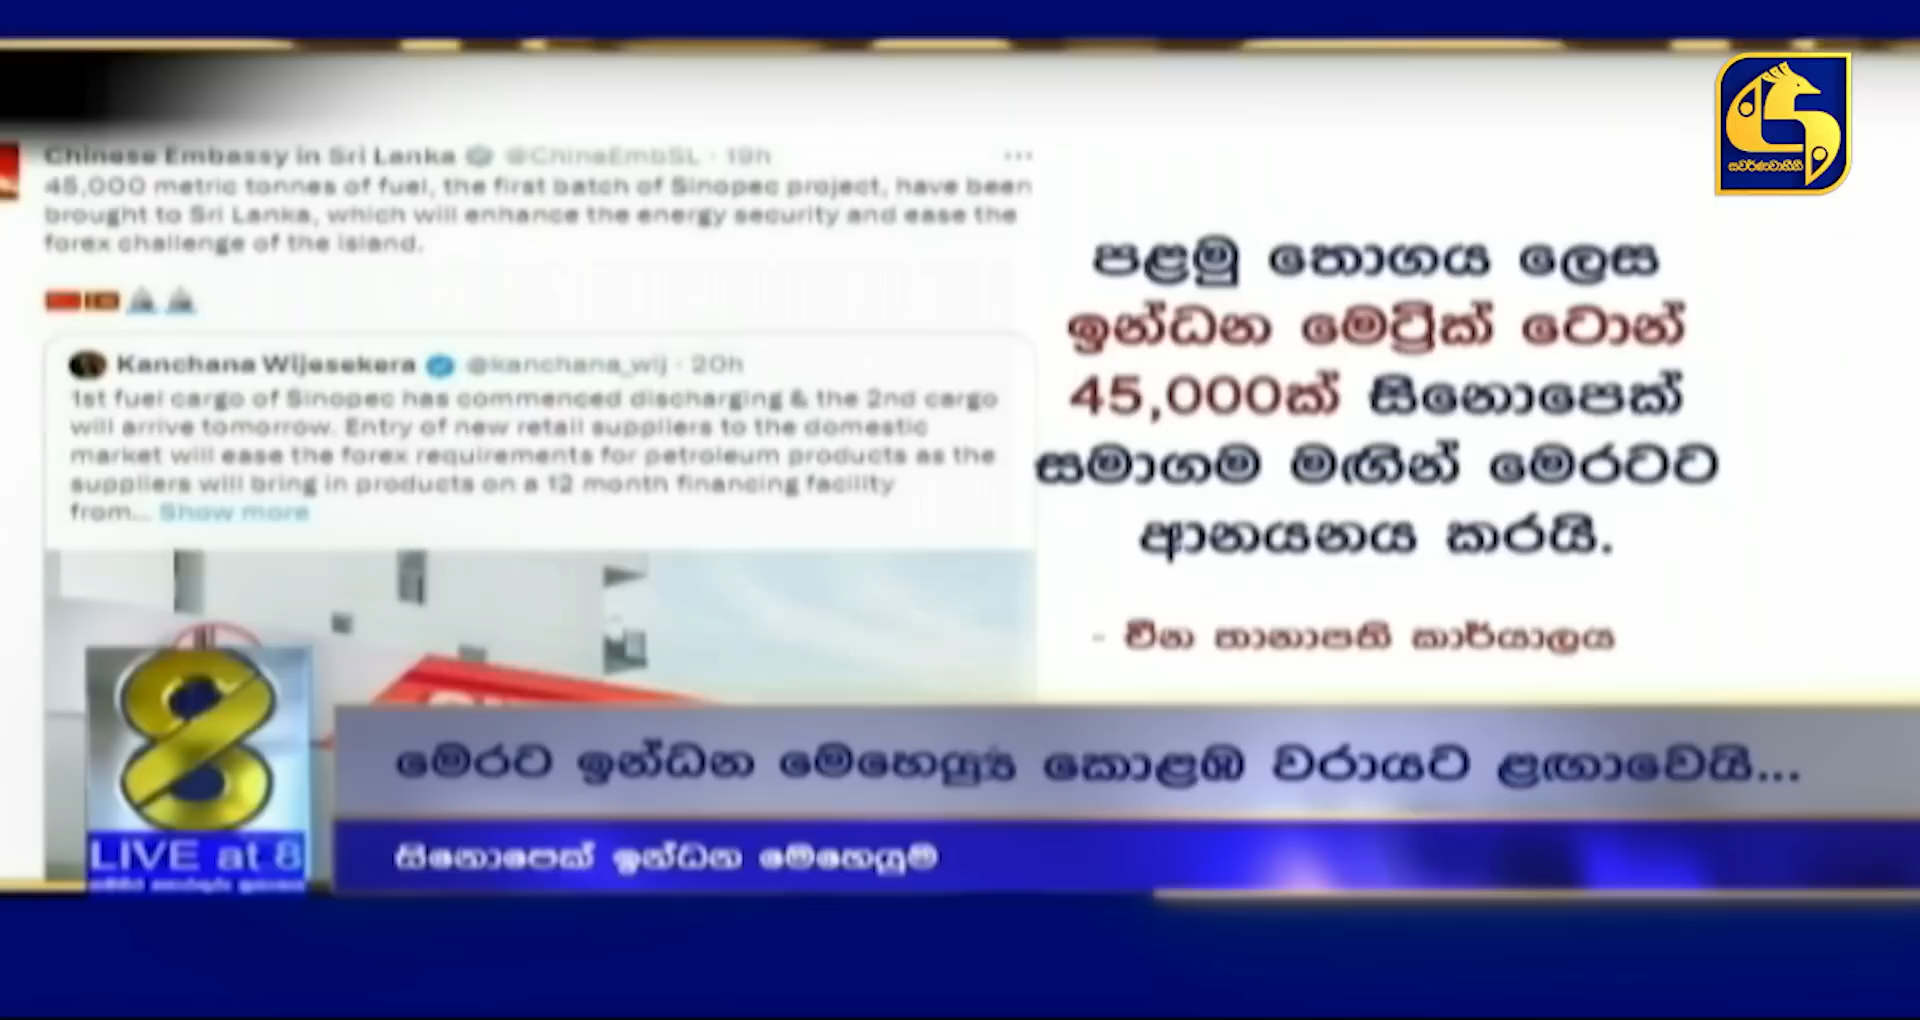 Chinese Embassy in Sri Lanka @ChinaEmbSL · 19h
45,000 metric tonnes of fuel, the first batch of Sinopec project, have been
brought to Sri Lanka, which will enhance the energy security and ease the
forex challenge of the island.
Kanchana Wijesekera @kanchana_wij · 20h
1st fuel cargo of Sinopec has commenced discharging & the 2nd cargo
will arrive tomorrow. Entry of new retail suppliers to the domestic
market will ease the forex requirements for petroleum products as the
suppliers will bring in products on a 12 month financing facility
from... Show more
ස්වර්ණවාහිනී
පළමු තොගය ලෙස
ඉන්ධන මෙට්‍රික් ටොන්
45,000ක් සිනොපෙක්
සමාගම මඟින් මෙරටට
ආනයනය කරයි.
- චීන තානාපති කාර්යාලය
8
LIVE at 8
මෙරට ඉන්ධන කොළඹ වරායට ළඟාවෙයි...
සිනොපෙක් ඉන්ධන මෙහෙයුම